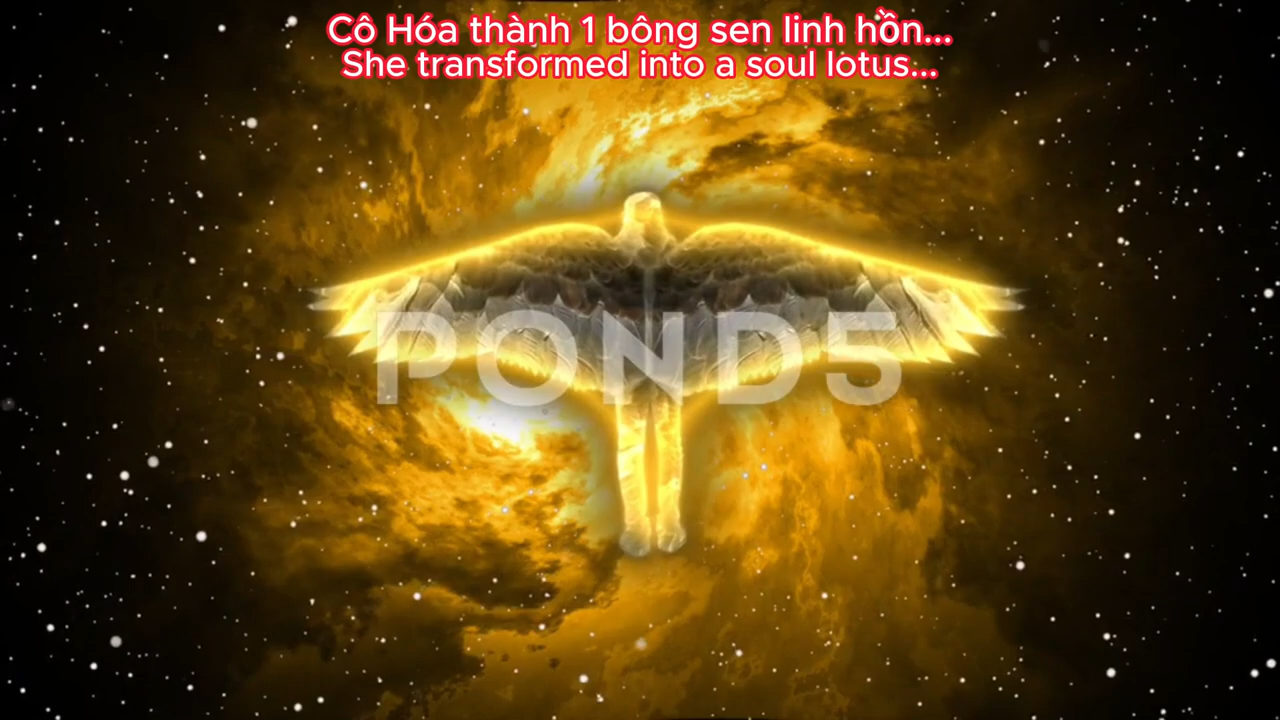 Cô Hóa thành 1 bông sen linh hồn...
She transformed into a soul lotus...
POND5